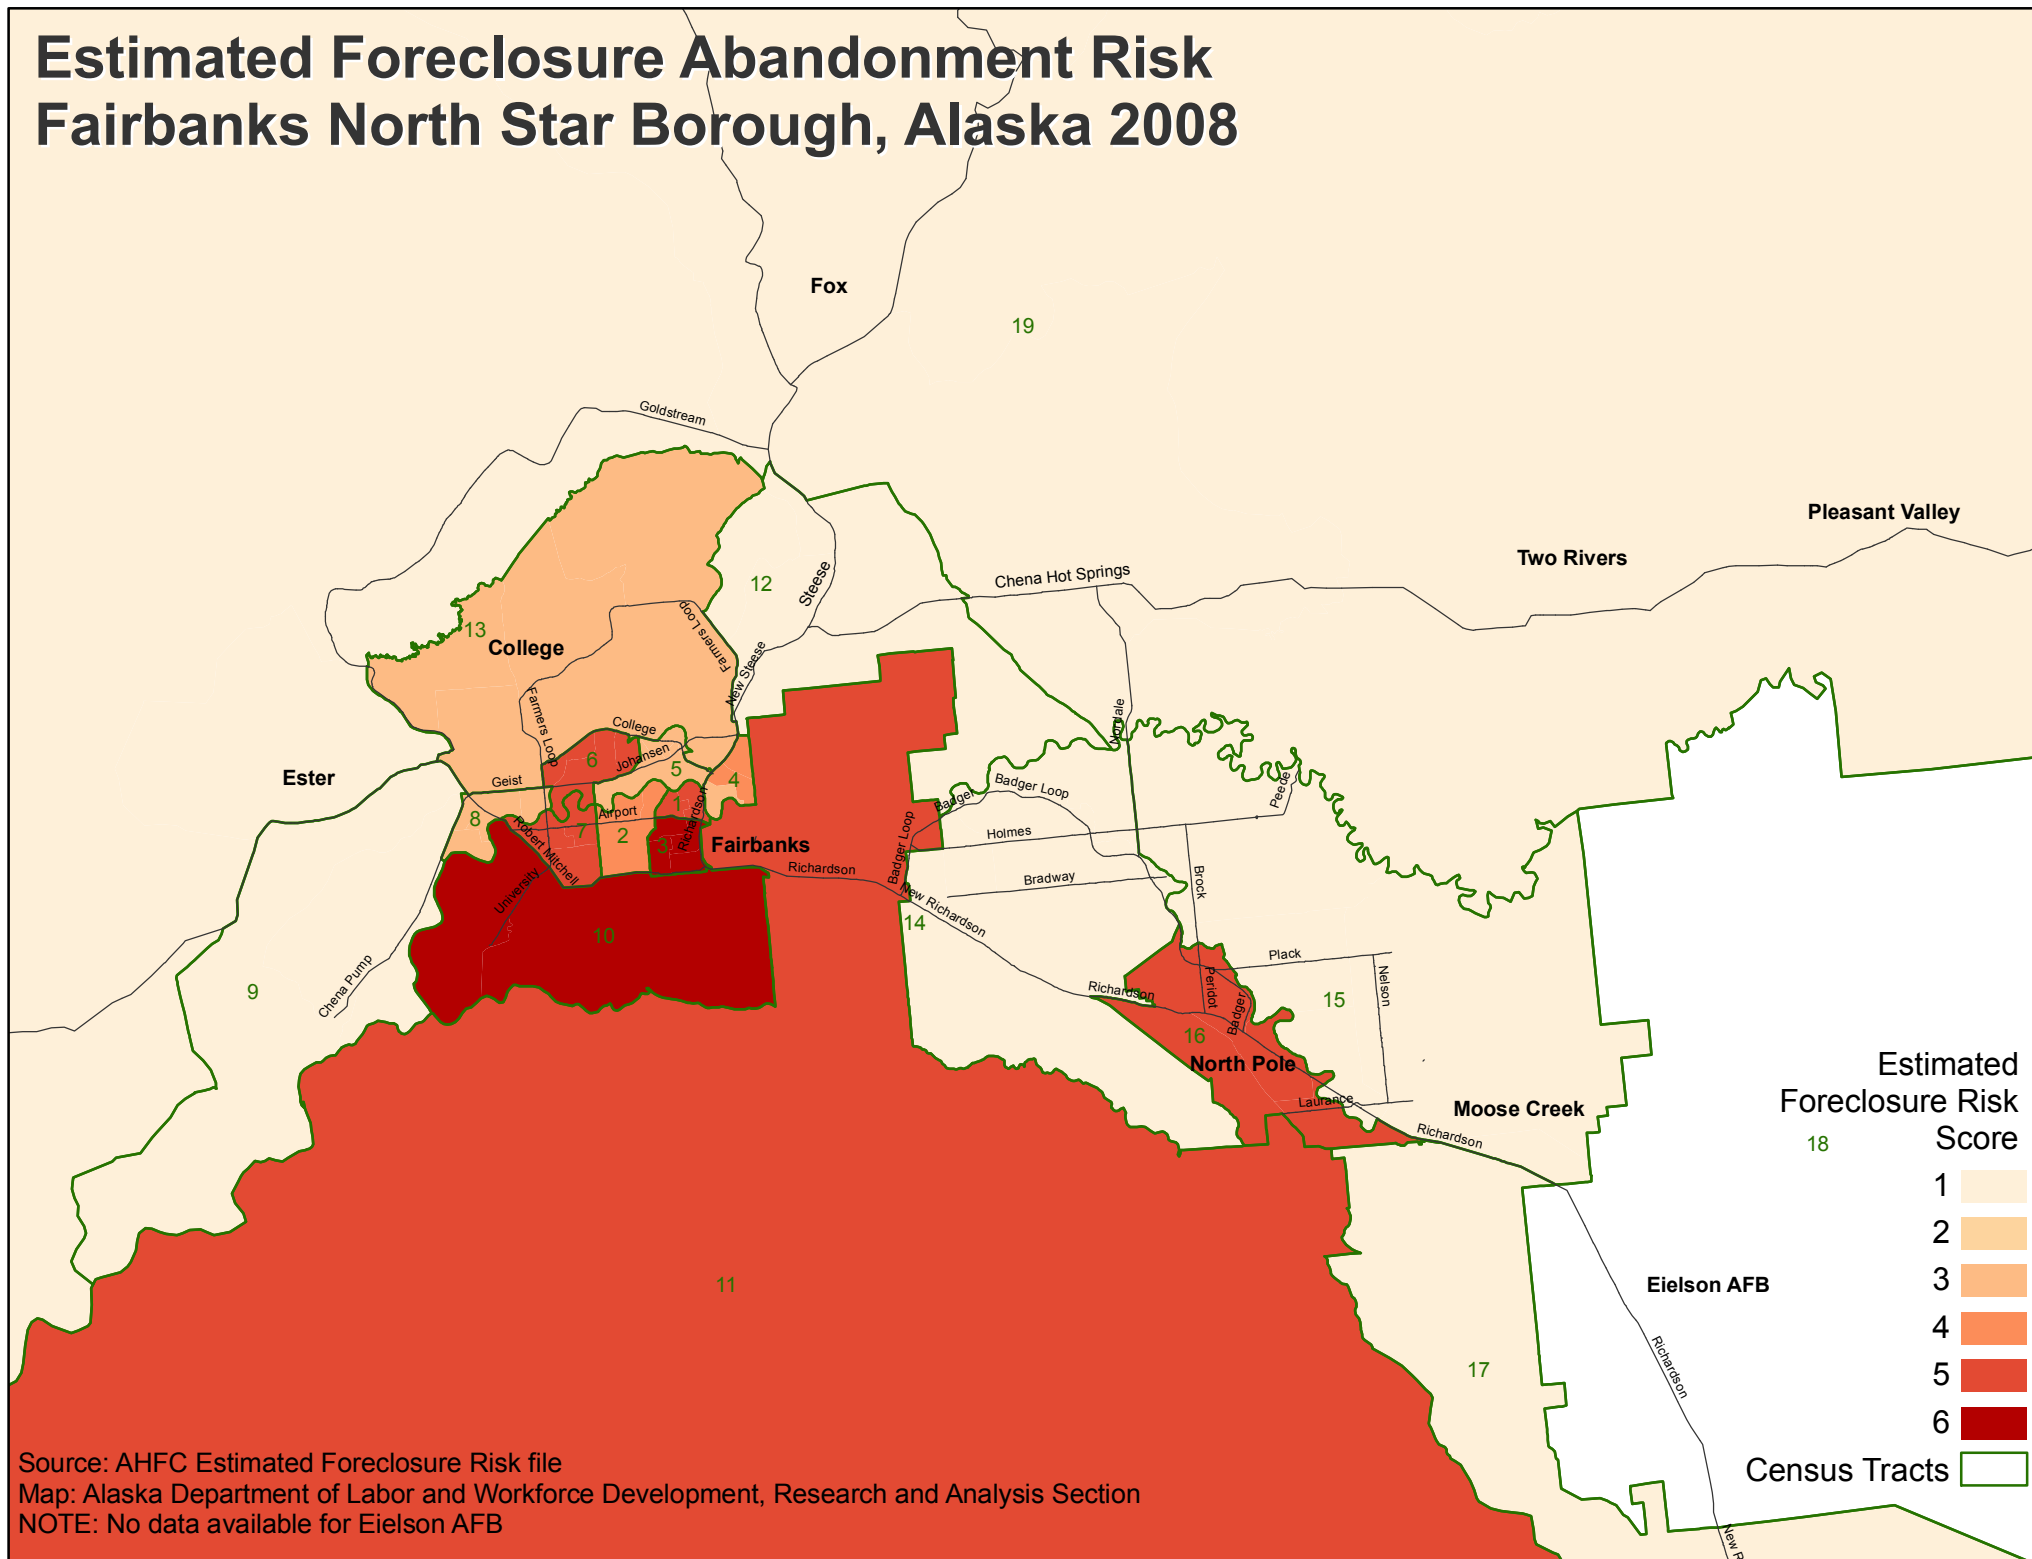 Estimated Foreclosure Abandonment Risk
Fairbanks North Star Borough, Alaska 2008
Fox
19
Goldstream
Pleasant Valley
Two Rivers
Chena Hot Springs
12
Steese
13
College
Farmers Loop
New Steese
Farmers Loop
College
Johansen
Nordale
6
5
4
Ester
Geist
Badger Loop
Badger
Peede
1
8
Airport
7
2
3
Richardson
Robert Mitchell
Fairbanks
Holmes
Badger Loop
Richardson
Bradway
Brock
University
New Richardson
14
10
Plack
Nelson
9
Chena Pump
Richardson
Peridot
Badger
15
16
North Pole
Laurance
Moose Creek
Richardson
18
Estimated
Foreclosure Risk
Score
1
2
3
4
5
6
Census Tracts
11
Eielson AFB
Richardson
17
New R
Source: AHFC Estimated Foreclosure Risk file
Map: Alaska Department of Labor and Workforce Development, Research and Analysis Section
NOTE: No data available for Eielson AFB